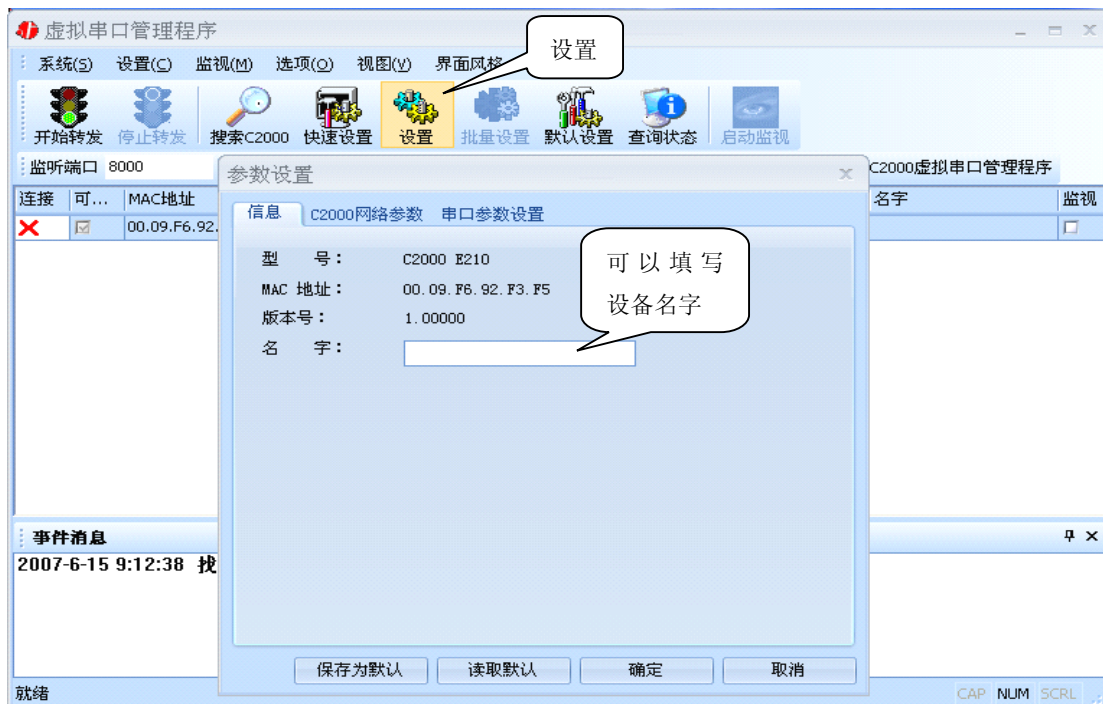 虚拟串口管理程序
设置
系统(S) 设置(C) 监视(M) 选项(O) 视图(V) 界面风格
开始转发 停止转发 搜索C2000 快速设置 设置 批量设置 默认设置 查询状态 启动监视
监听端口 8000
C2000虚拟串口管理程序
参数设置
连接 可... MAC地址
名字 监视
00.09.F6.92.
信息 C2000网络参数 串口参数设置
型 号： C2000 E210
MAC 地址： 00.09.F6.92.F3.F5
版本号： 1.00000
名 字：
可以填写
设备名字
事件消息
2007-6-15 9:12:38 找
保存为默认 读取默认 确定 取消
就绪
CAP NUM SCRL